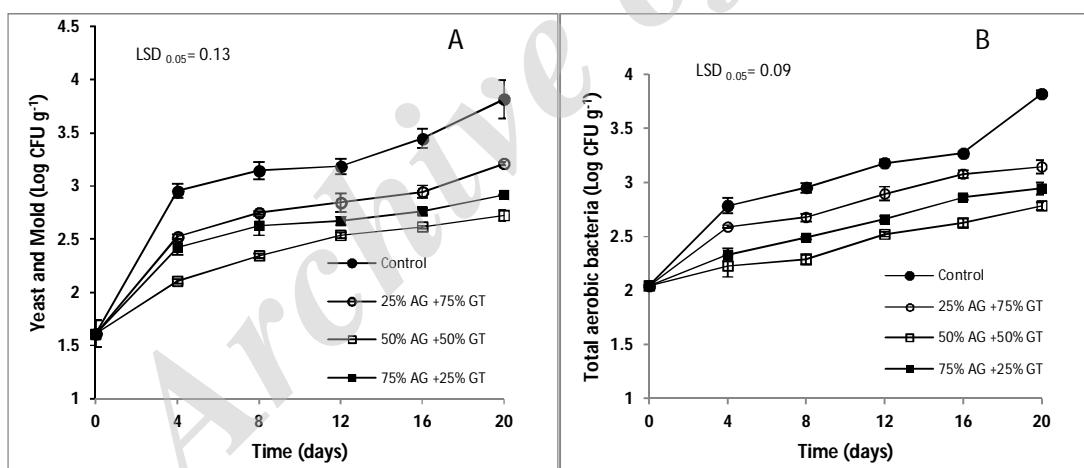 A
LSD 0.05= 0.13
Yeast and Mold (Log CFU g-1)
4.5
4
3.5
3
2.5
2
1.5
1
0 4 8 12 16 20
Time (days)
Control
25% AG +75% GT
50% AG +50% GT
75% AG +25% GT
B
LSD 0.05= 0.09
Total aerobic bacteria (Log CFU g-1)
4.5
4
3.5
3
2.5
2
1.5
1
0 4 8 12 16 20
Time (days)
Control
25% AG +75% GT
50% AG +50% GT
75% AG +25% GT
Archive